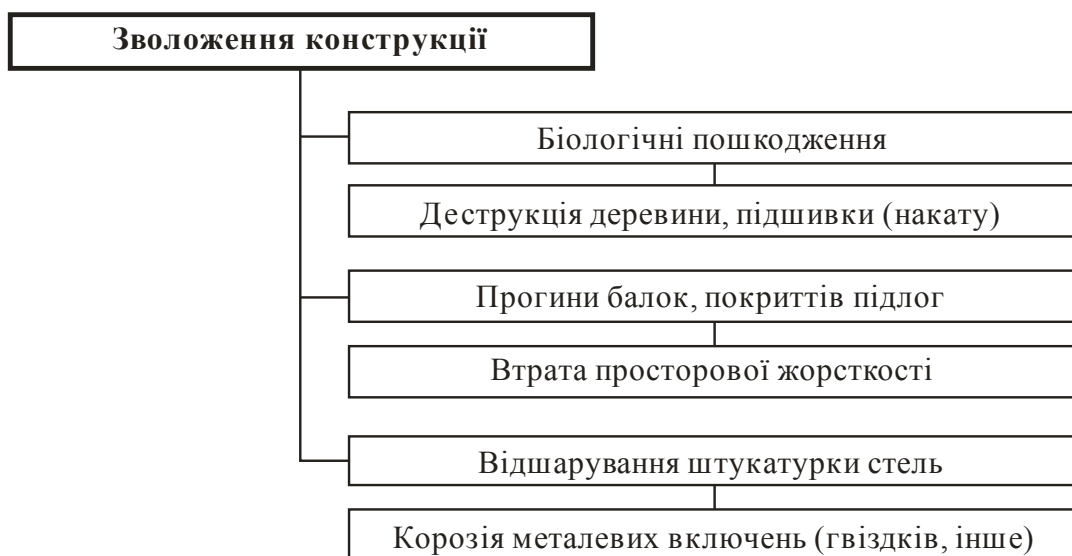 Зволоження конструкції
Біологічні пошкодження
Деструкція деревини, підшивки (накату)
Прогини балок, покриттів підлог
Втрата просторової жорсткості
Відшарування штукатурки стель
Корозія металевих включень (гвіздків, інше)